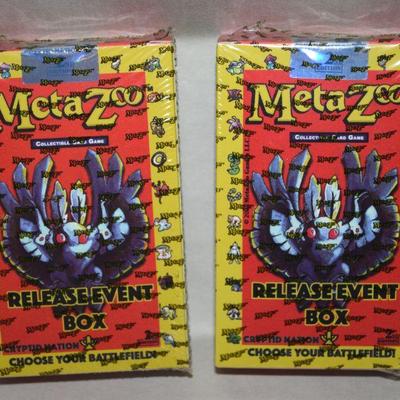 MetaZoo
COLLECTIBLE CARD GAME
RELEASE EVENT
BOX
CRYPTID NATION
CHOOSE YOUR BATTLEFIELD!
EDITION
MetaZoo
COLLECTIBLE CARD GAME
RELEASE EVENT
BOX
CRYPTID NATION
CHOOSE YOUR BATTLEFIELD!